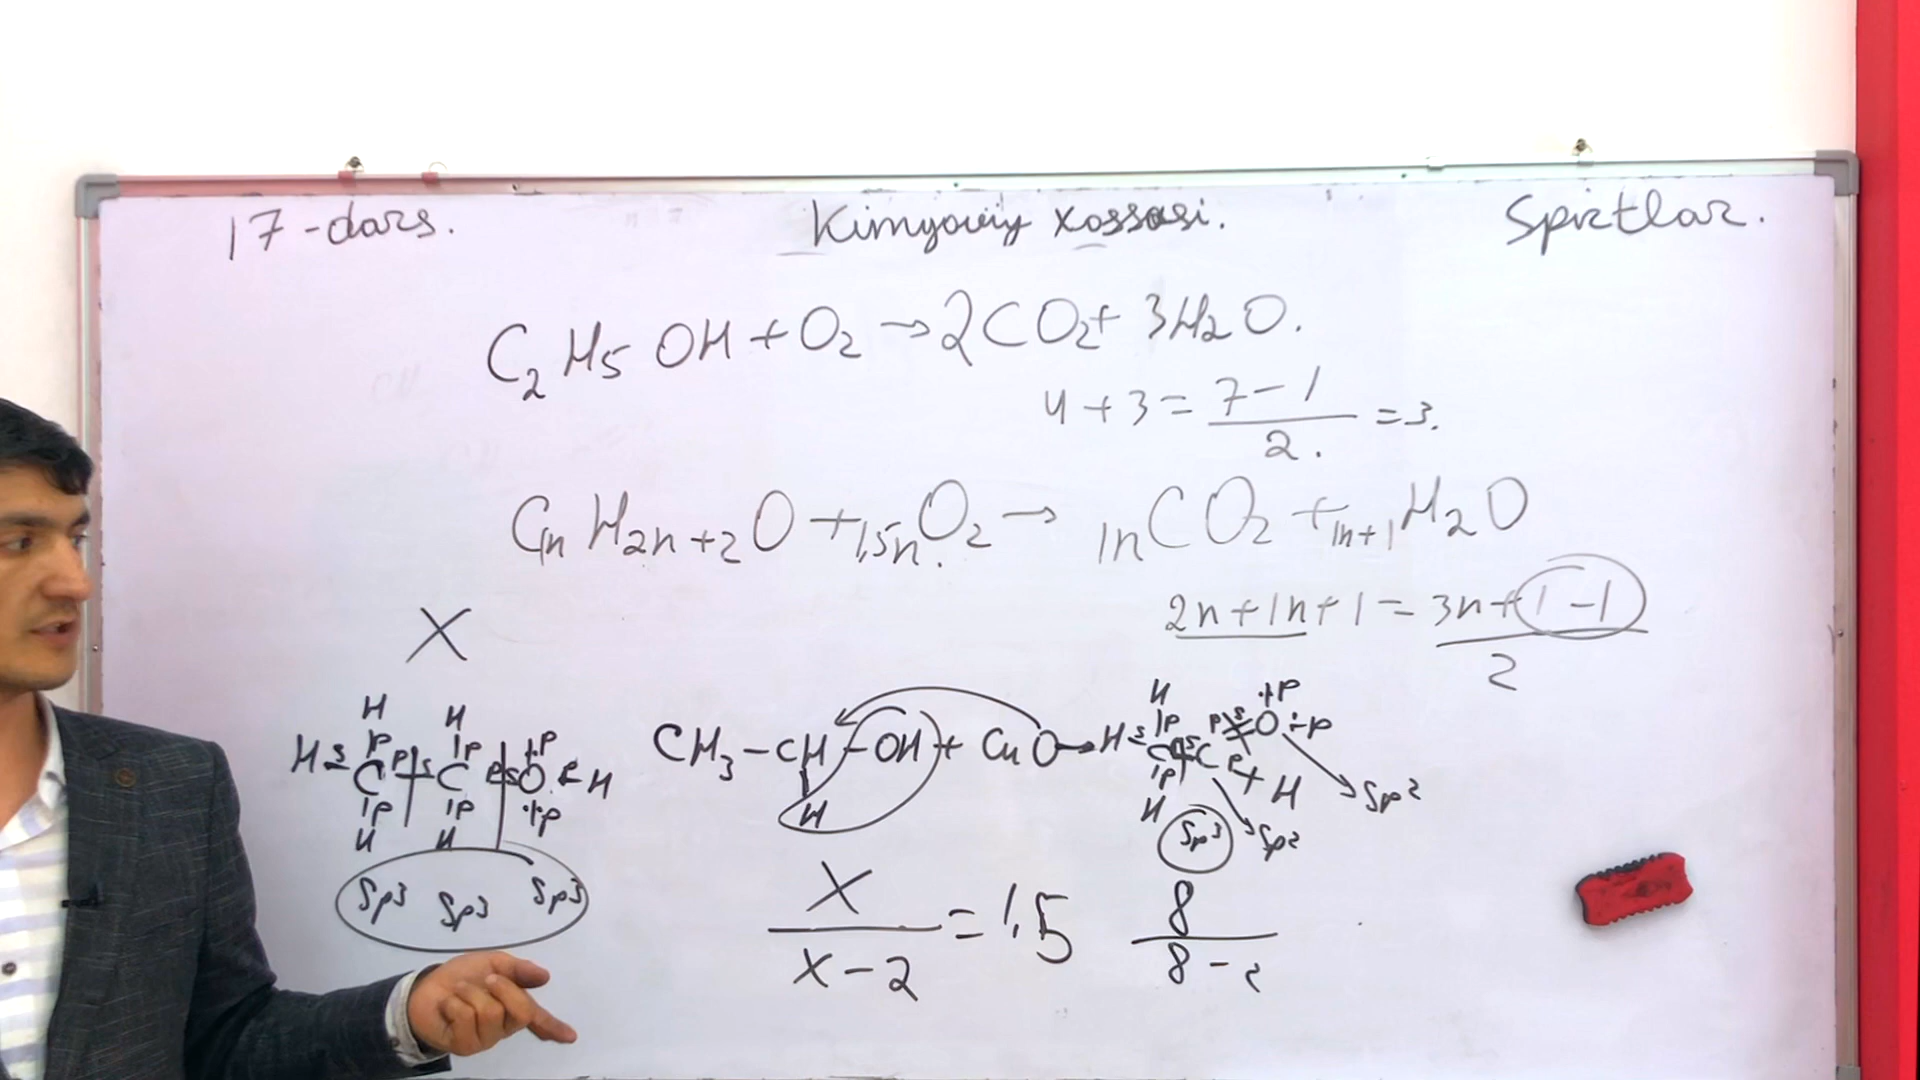 17-dars. Kimyoviy xossasi. Spirtlar.
C2H5OH + O2 → 2CO2 + 3H2O.
4 + 3 = 7 - 1 / 2. = 3.
CnH2n+2O + 1,5nO2 → 1nCO2 + 1n+1H2O
2n+1n+1 = 3n+1-1 / 2
X
H H +P
H S P P S P P S O P H
C C
P P +P
H H
Sp3 Sp3 Sp3
CH3-CH-OH + CuO → H S C S C P S O P
H
H P +P
P P + H
H
Sp3 Sp2 Sp2
X / X-2 = 1,5
8 / 8-2